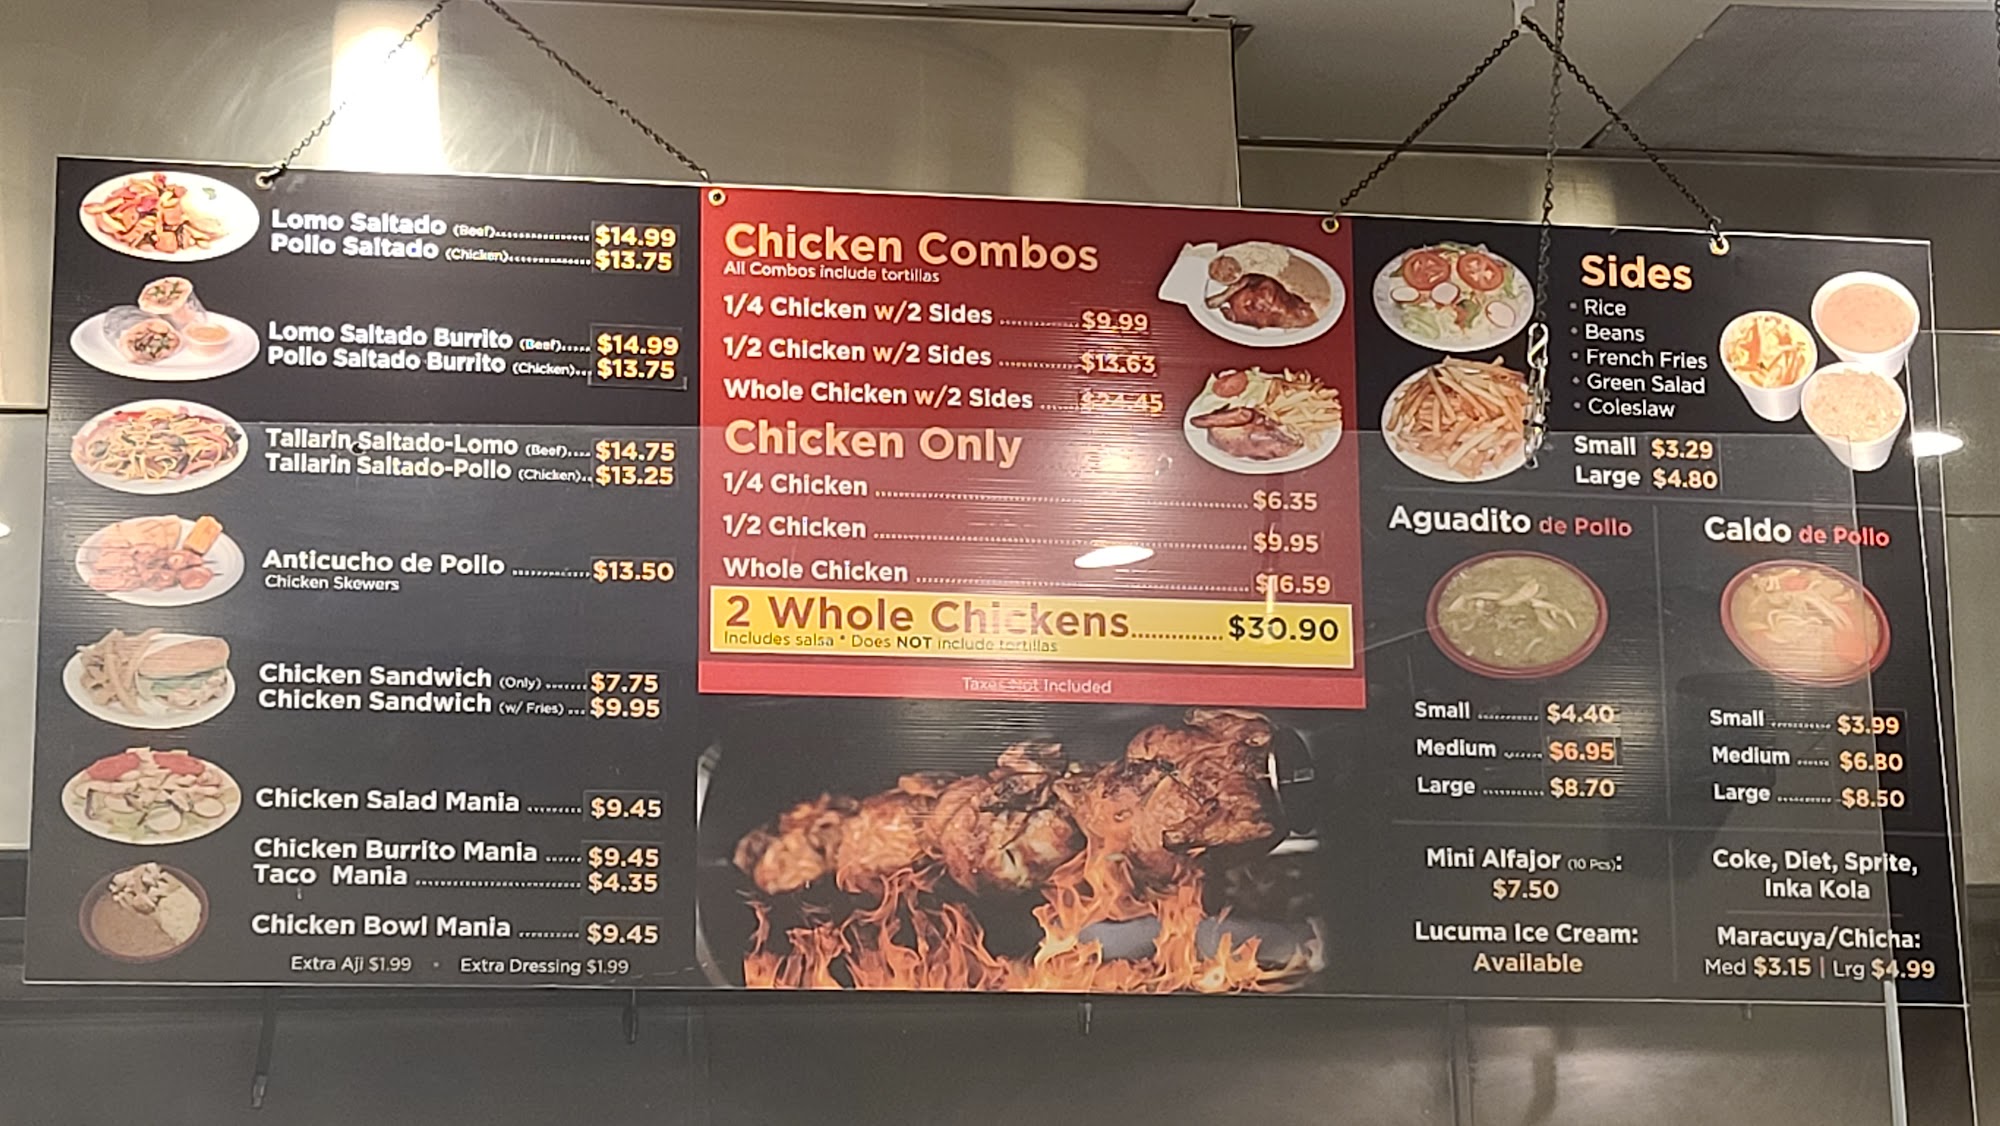 Lomo Saltado (Beef)..................$14.99
Pollo Saltado (Chicken)................$13.75
Lomo Saltado Burrito (Beef).....$14.99
Pollo Saltado Burrito (Chicken)...$13.75
Tallarin Saltado-Lomo (Beef)....$14.75
Tallarin Saltado-Pollo (Chicken)..$13.25
Anticucho de Pollo ............$13.50
Chicken Skewers
Chicken Sandwich (Only) .......$7.75
Chicken Sandwich (w/ Fries) ...$9.95
Chicken Salad Mania .........$9.45
Chicken Burrito Mania ......$9.45
Taco Mania ............................$4.35
Chicken Bowl Mania ..........$9.45
Extra Aji $1.99 • Extra Dressing $1.99
Chicken Combos
All Combos include tortillas
1/4 Chicken w/2 Sides .............$9.99
1/2 Chicken w/2 Sides .............$13.63
Whole Chicken w/2 Sides ......$24.45
Chicken Only
1/4 Chicken ..........................................$6.35
1/2 Chicken ..........................................$9.95
Whole Chicken .....................................$16.59
2 Whole Chickens..............$30.90
Includes salsa * Does NOT include tortillas
Taxes Not Included
Sides
• Rice
• Beans
• French Fries
• Green Salad
• Coleslaw
Small $3.29
Large $4.80
Aguadito de Pollo
Small ........... $4.40
Medium ...... $6.95
Large ........... $8.70
Caldo de Pollo
Small ........... $3.99
Medium ...... $6.80
Large .......... $8.50
Mini Alfajor (10 Pcs):
$7.50
Lucuma Ice Cream:
Available
Coke, Diet, Sprite,
Inka Kola
Maracuya/Chicha:
Med $3.15 | Lrg $4.99